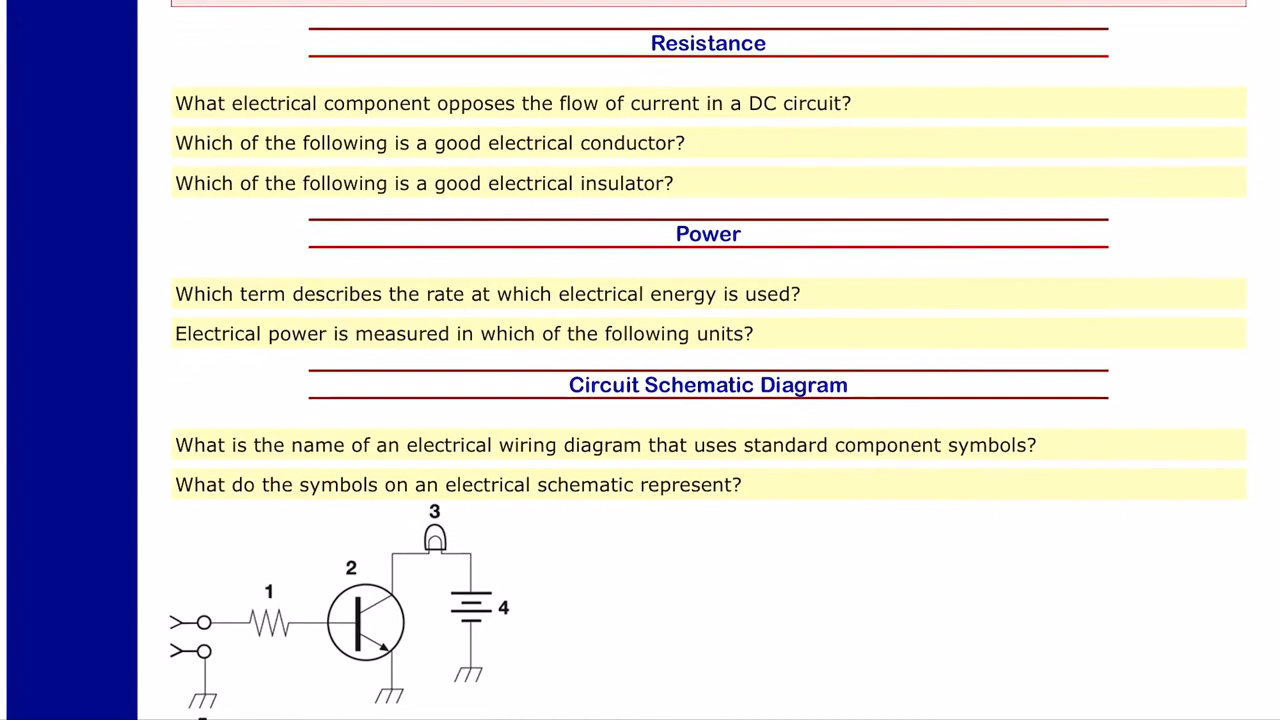 Resistance
What electrical component opposes the flow of current in a DC circuit?
Which of the following is a good electrical conductor?
Which of the following is a good electrical insulator?
Power
Which term describes the rate at which electrical energy is used?
Electrical power is measured in which of the following units?
Circuit Schematic Diagram
What is the name of an electrical wiring diagram that uses standard component symbols?
What do the symbols on an electrical schematic represent?
3
2
1
4